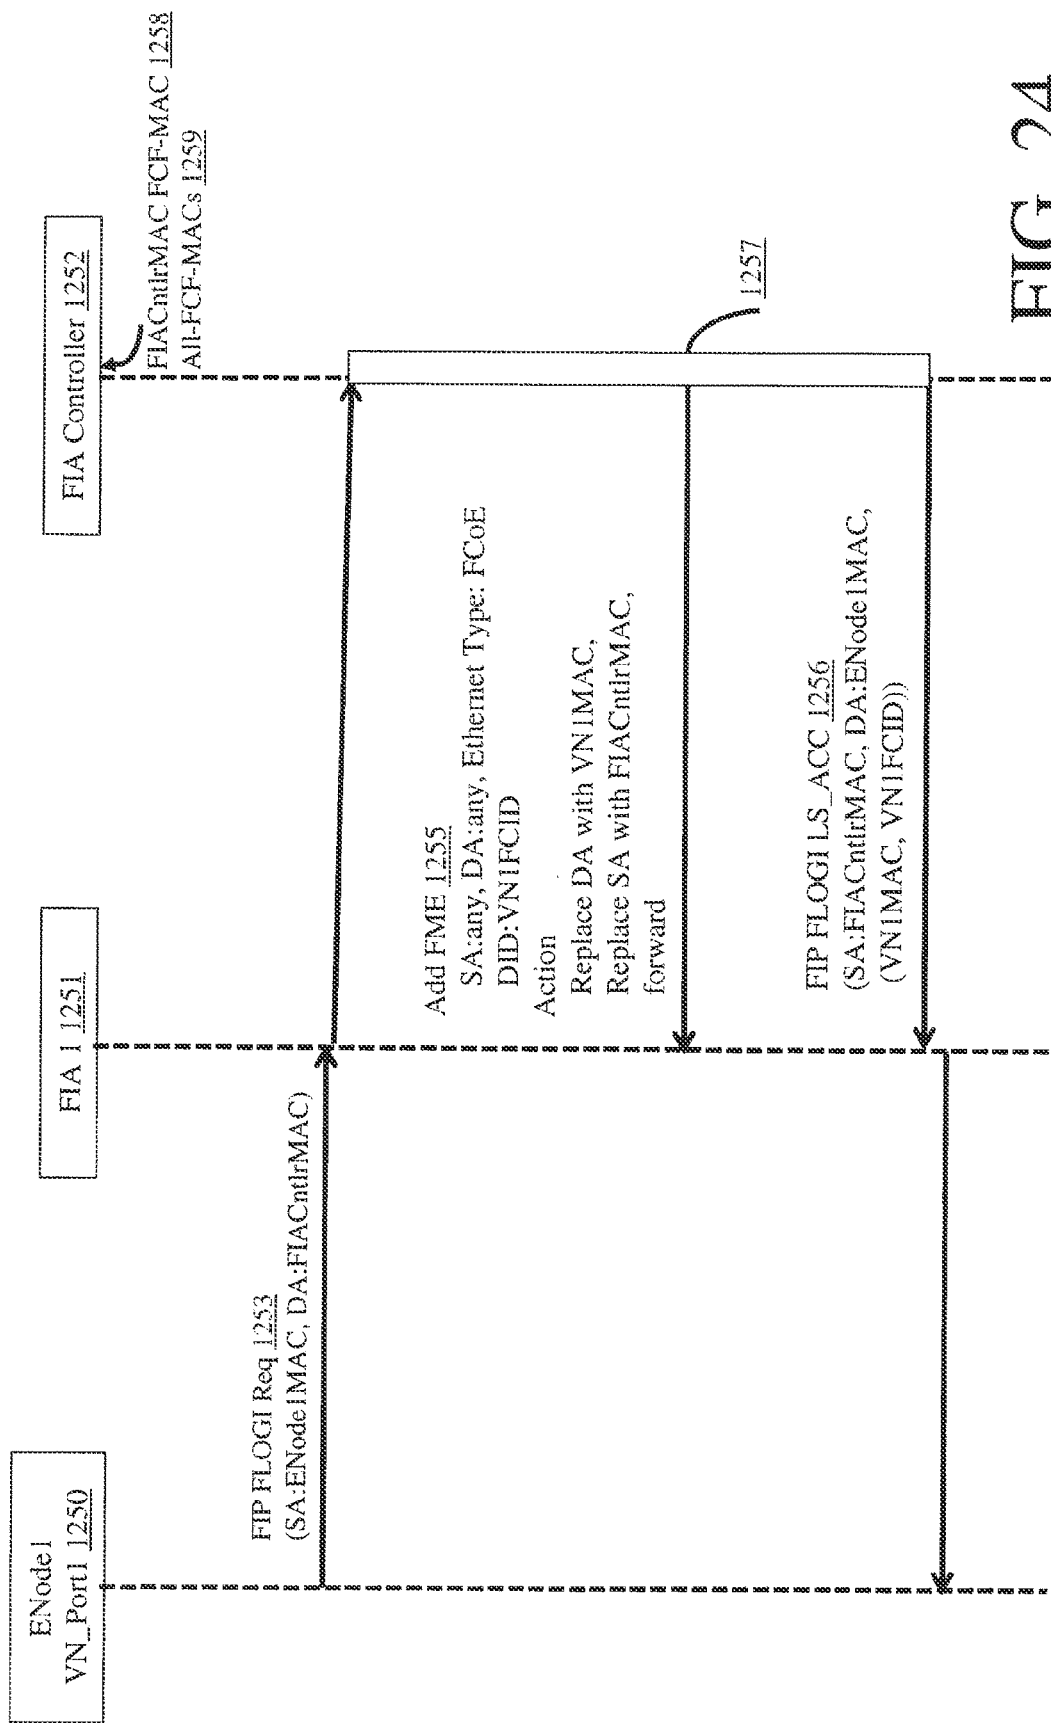 ENode1
VN_Port1 1250
FIA 1 1251
FIA Controller 1252
FIACntlrMAC FCF-MAC 1258
All-FCF-MACs 1259
FIP FLOGI Req 1253
(SA:ENode1MAC, DA:FIACntlrMAC)
Add FME 1255
SA:any, DA:any, Ethernet Type: FCoE
DID:VN1FCID
Action
Replace DA with VN1MAC,
Replace SA with FIACntlrMAC,
forward
1257
FIP FLOGI LS_ACC 1256
(SA:FIACntlrMAC, DA:ENode1MAC,
(VN1MAC, VN1FCID))
FIG. 24